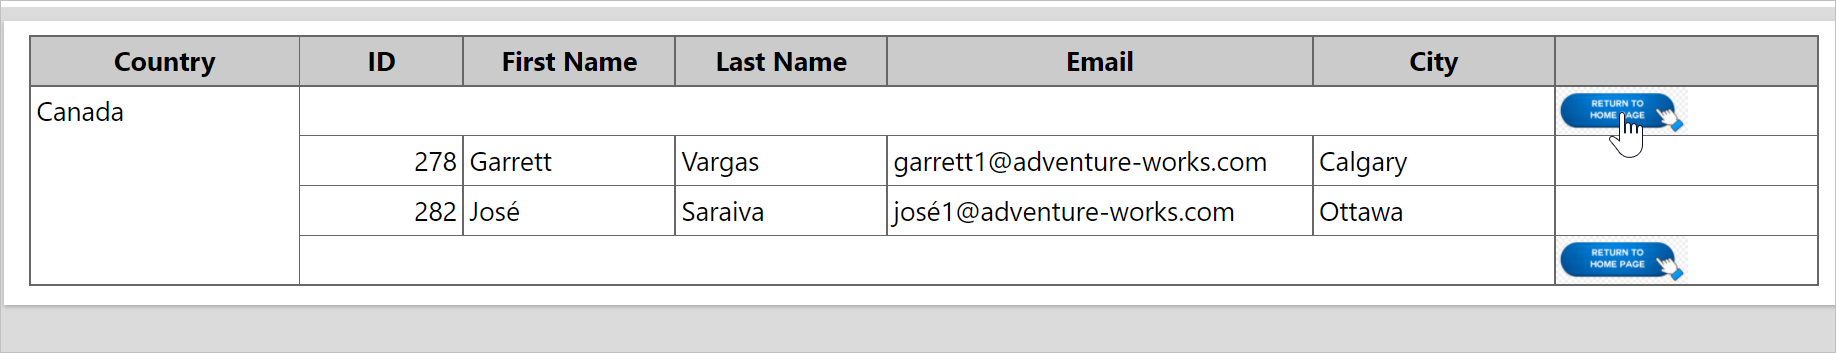 Country ID First Name Last Name Email City
Canada
RETURN TO
HOME PAGE
278 Garrett Vargas garrett1@adventure-works.com Calgary
282 José Saraiva josé1@adventure-works.com Ottawa
RETURN TO
HOME PAGE